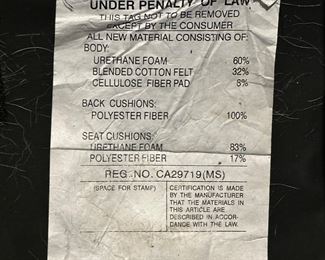 UNDER PENALTY OF LAW
THIS TAG NOT TO BE REMOVED
EXCEPT BY THE CONSUMER
ALL NEW MATERIAL CONSISTING OF:
BODY:
URETHANE FOAM 60%
BLENDED COTTON FELT 32%
CELLULOSE FIBER PAD 8%
BACK CUSHIONS:
POLYESTER FIBER 100%
SEAT CUSHIONS:
URETHANE FOAM 83%
POLYESTER FIBER 17%
REG. NO. CA29719 (MS)
(SPACE FOR STAMP)
CERTIFICATION IS MADE
BY THE MANUFACTURER
THAT THE MATERIALS IN
THIS ARTICLE ARE
DESCRIBED IN ACCOR-
DANCE WITH THE LAW.